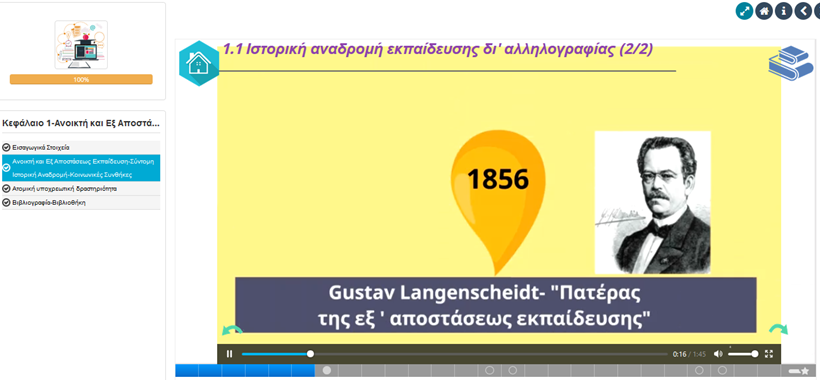 100%
Κεφάλαιο 1-Ανοικτή και Εξ Αποστά...
Εισαγωγικά Στοιχεία
Ανοικτή και Εξ Αποστάσεως Εκπαίδευση-Σύντομη
Ιστορική Αναδρομή-Κοινωνικές Συνθήκες
Ατομική υποχρεωτική δραστηριότητα
Βιβλιογραφία-Βιβλιοθήκη
1.1 Ιστορική αναδρομή εκπαίδευσης δι' αλληλογραφίας (2/2)
1856
Gustav Langenscheidt- "Πατέρας
της εξ ' αποστάσεως εκπαίδευσης"
0:16 / 1:45